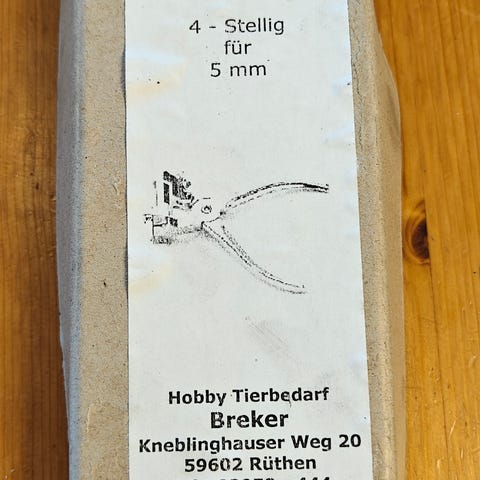 4 - Stellig
für
5 mm
Hobby Tierbedarf
Breker
Kneblinghauser Weg 20
59602 Rüthen